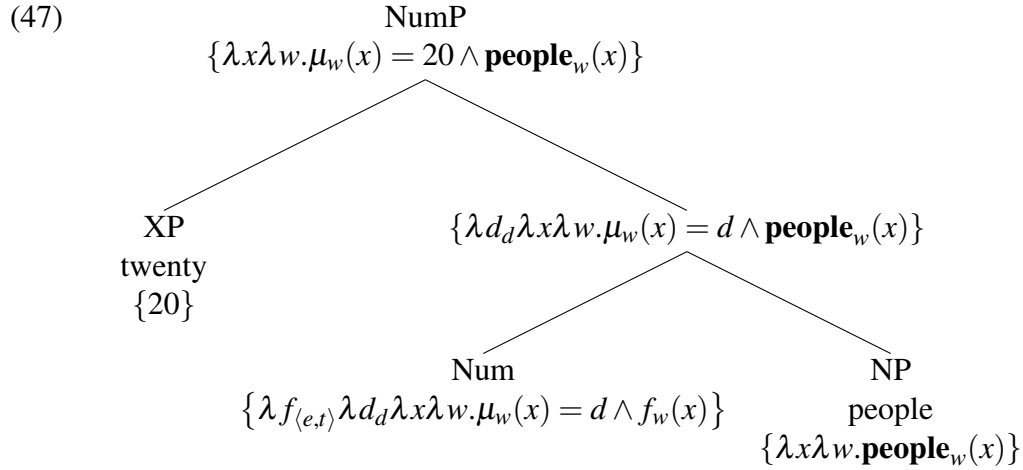 (47)
NumP
{λxλw.μ_w(x) = 20 ∧ people_w(x)}
XP
twenty
{20}
{λd_dλxλw.μ_w(x) = d ∧ people_w(x)}
Num
{λf_⟨e,t⟩λd_dλxλw.μ_w(x) = d ∧ f_w(x)}
NP
people
{λxλw.people_w(x)}